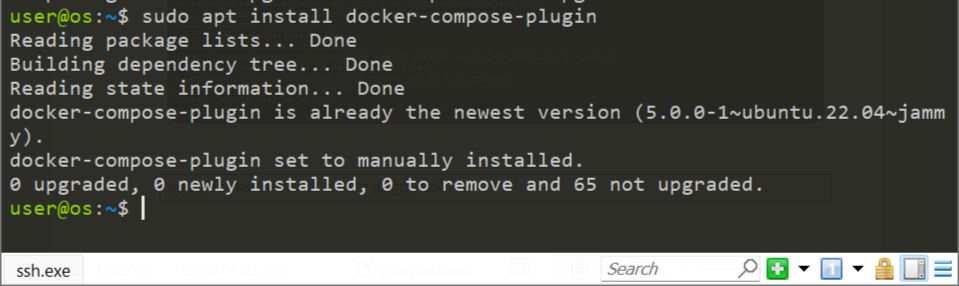 user@os:~$ sudo apt install docker-compose-plugin
Reading package lists... Done
Building dependency tree... Done
Reading state information... Done
docker-compose-plugin is already the newest version (5.0.0-1~ubuntu.22.04~jamm
y).
docker-compose-plugin set to manually installed.
0 upgraded, 0 newly installed, 0 to remove and 65 not upgraded.
user@os:~$
ssh.exe
Фокусировка
Search
1